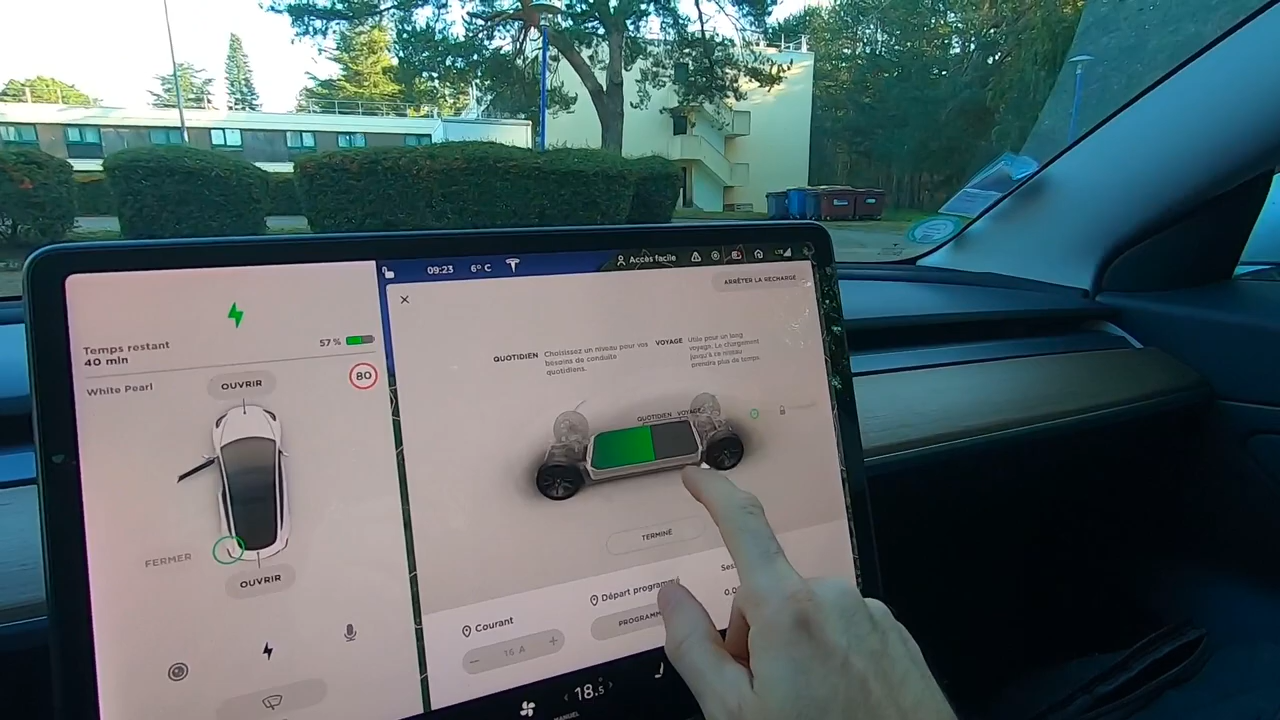 09:23
6° C
Accès facile
LTE
ARRÊTER LA RECHARGE
Temps restant
40 min
57 %
White Pearl
80
OUVRIR
FERMER
OUVRIR
QUOTIDIEN
Choisissez un niveau pour vos
besoins de conduite
quotidiens.
VOYAGE
Utile pour un long
voyage. Le chargement
jusqu'à ce niveau
prendra plus de temps.
QUOTIDIEN VOYAGE
TERMINÉ
Courant
− 16 A +
Départ programmé
18.5
MANUEL